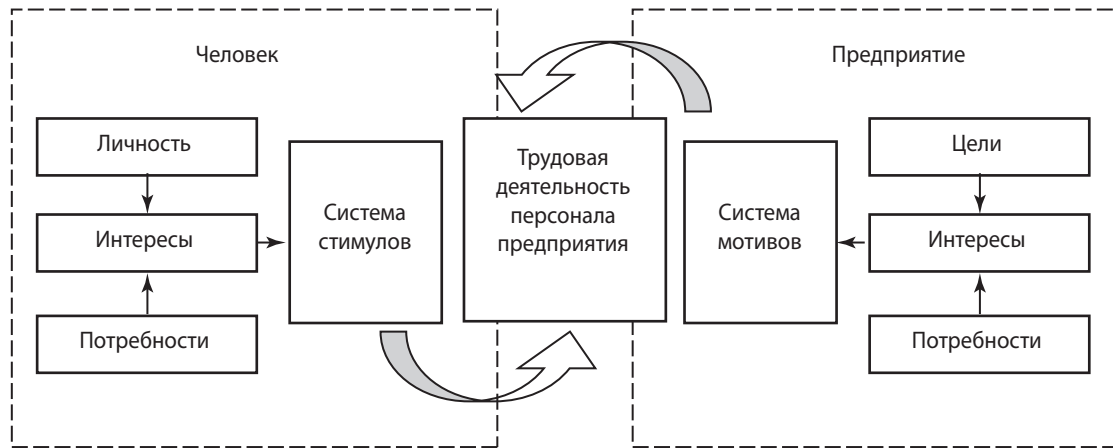 Человек
Предприятие
Личность
Интересы
Потребности
Система
стимулов
Трудовая
деятельность
персонала
предприятия
Система
мотивов
Цели
Интересы
Потребности